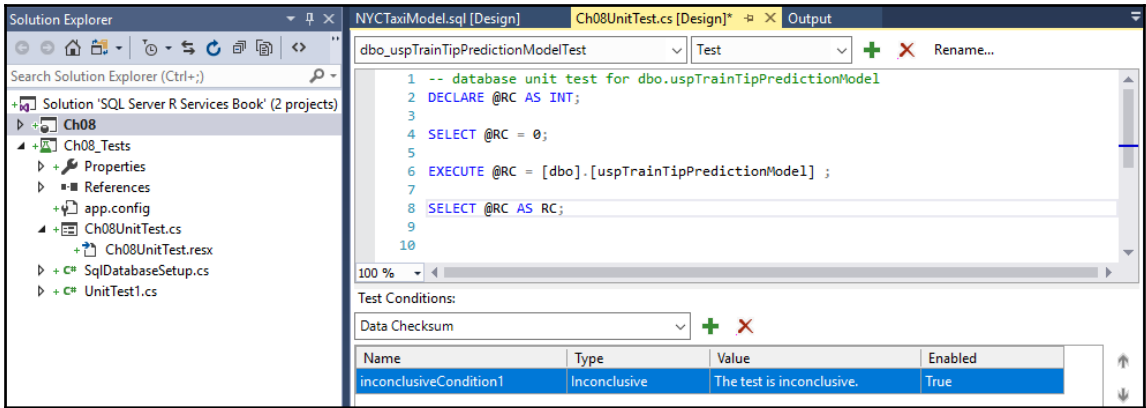 Solution Explorer
Search Solution Explorer (Ctrl+;)
Solution 'SQL Server R Services Book' (2 projects)
Ch08
Ch08_Tests
Properties
References
app.config
Ch08UnitTest.cs
Ch08UnitTest.resx
C# SqlDatabaseSetup.cs
C# UnitTest1.cs
NYCTaxiModel.sql [Design] Ch08UnitTest.cs [Design]* Output
dbo_uspTrainTipPredictionModelTest Test Rename...
1 -- database unit test for dbo.uspTrainTipPredictionModel
2 DECLARE @RC AS INT;
3
4 SELECT @RC = 0;
5
6 EXECUTE @RC = [dbo].[uspTrainTipPredictionModel] ;
7
8 SELECT @RC AS RC;
9
10
100 %
Test Conditions:
Data Checksum
Name Type Value Enabled
inconclusiveCondition1 Inconclusive The test is inconclusive. True